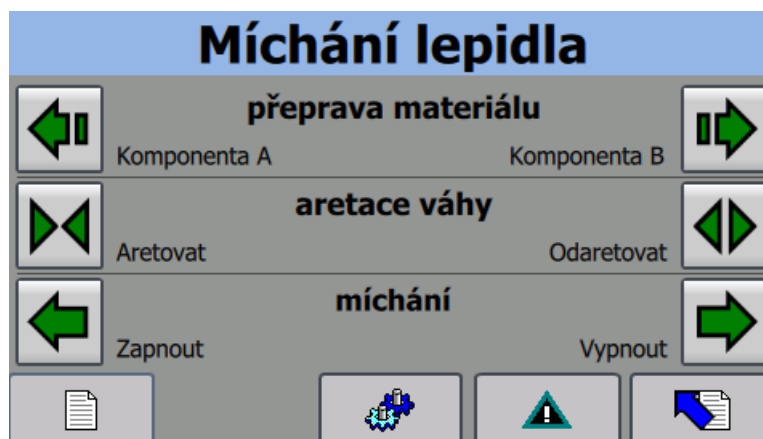 Míchání lepidla
přeprava materiálu
Komponenta A Komponenta B
aretace váhy
Aretovat Odaretovat
míchání
Zapnout Vypnout